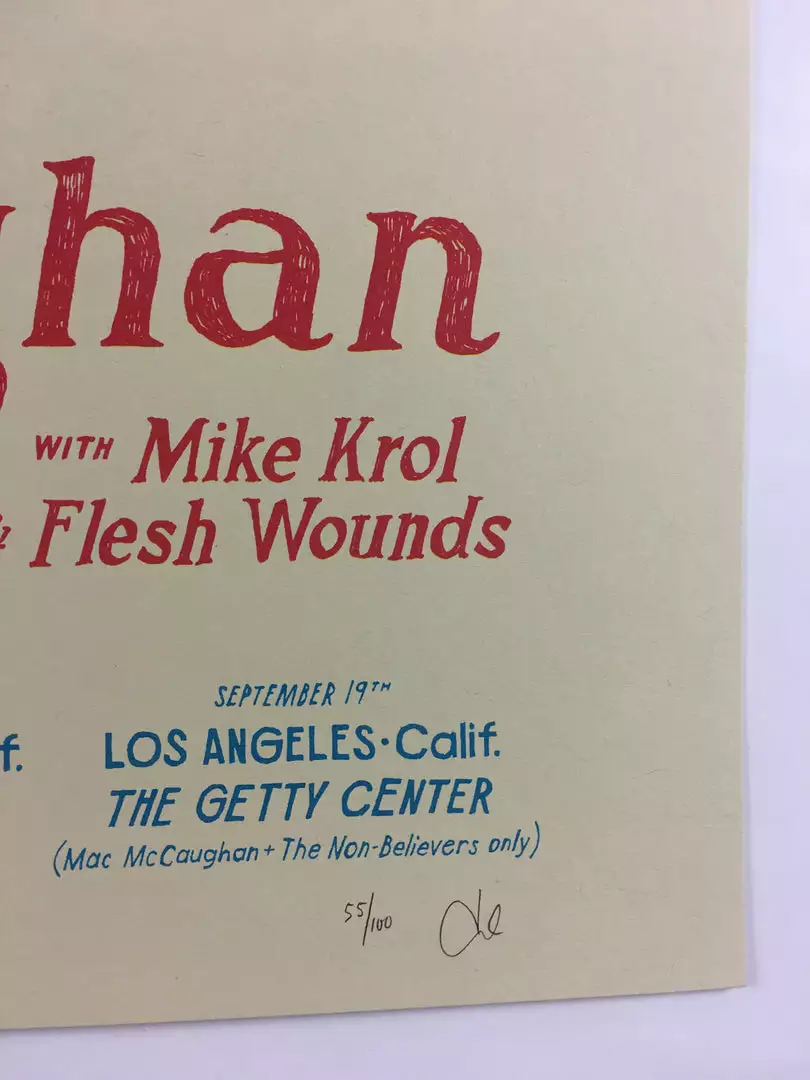 ghan
WITH Mike Krol
& Flesh Wounds
SEPTEMBER 19TH
f. LOS ANGELES·Calif.
THE GETTY CENTER
(Mac McCaughan + The Non-Believers only)
55/100